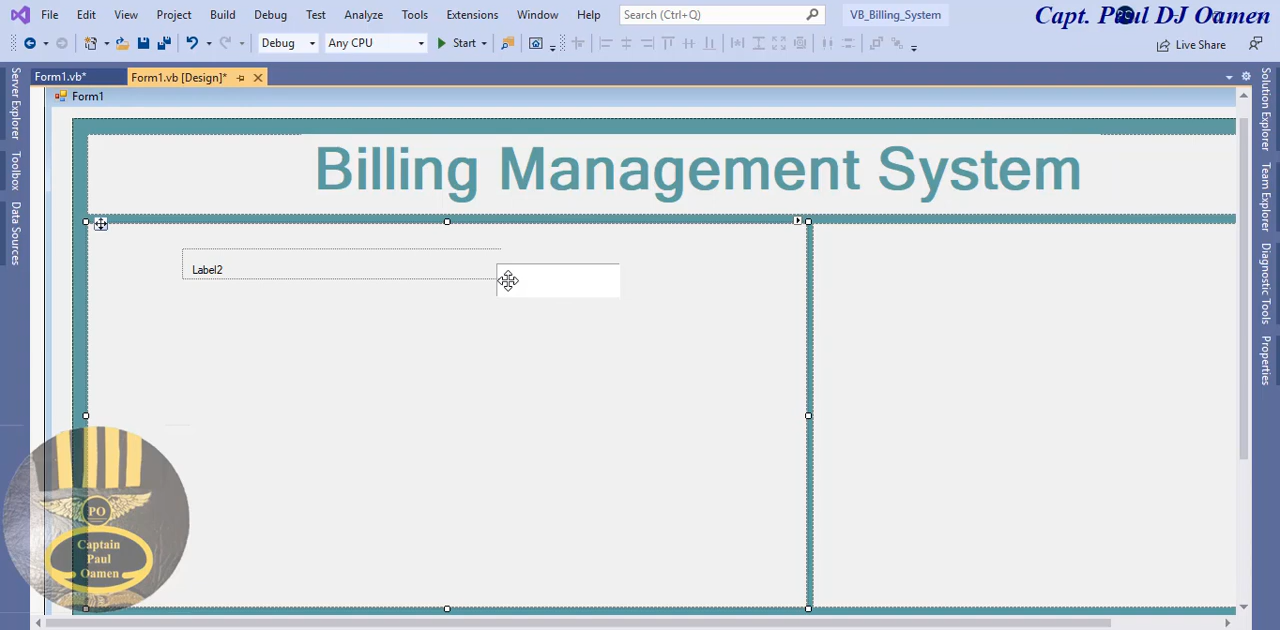 File Edit View Project Build Debug Test Analyze Tools Extensions Window Help Search (Ctrl+Q) VB_Billing_System Capt. Paul DJ Oamen
Debug Any CPU Start Live Share
Form1.vb* Form1.vb [Design]*
Form1
Server Explorer
Toolbox
Data Sources
Billing Management System
Label2
PO
Captain
Paul
Oamen
Solution Explorer
Team Explorer
Diagnostic Tools
Properties